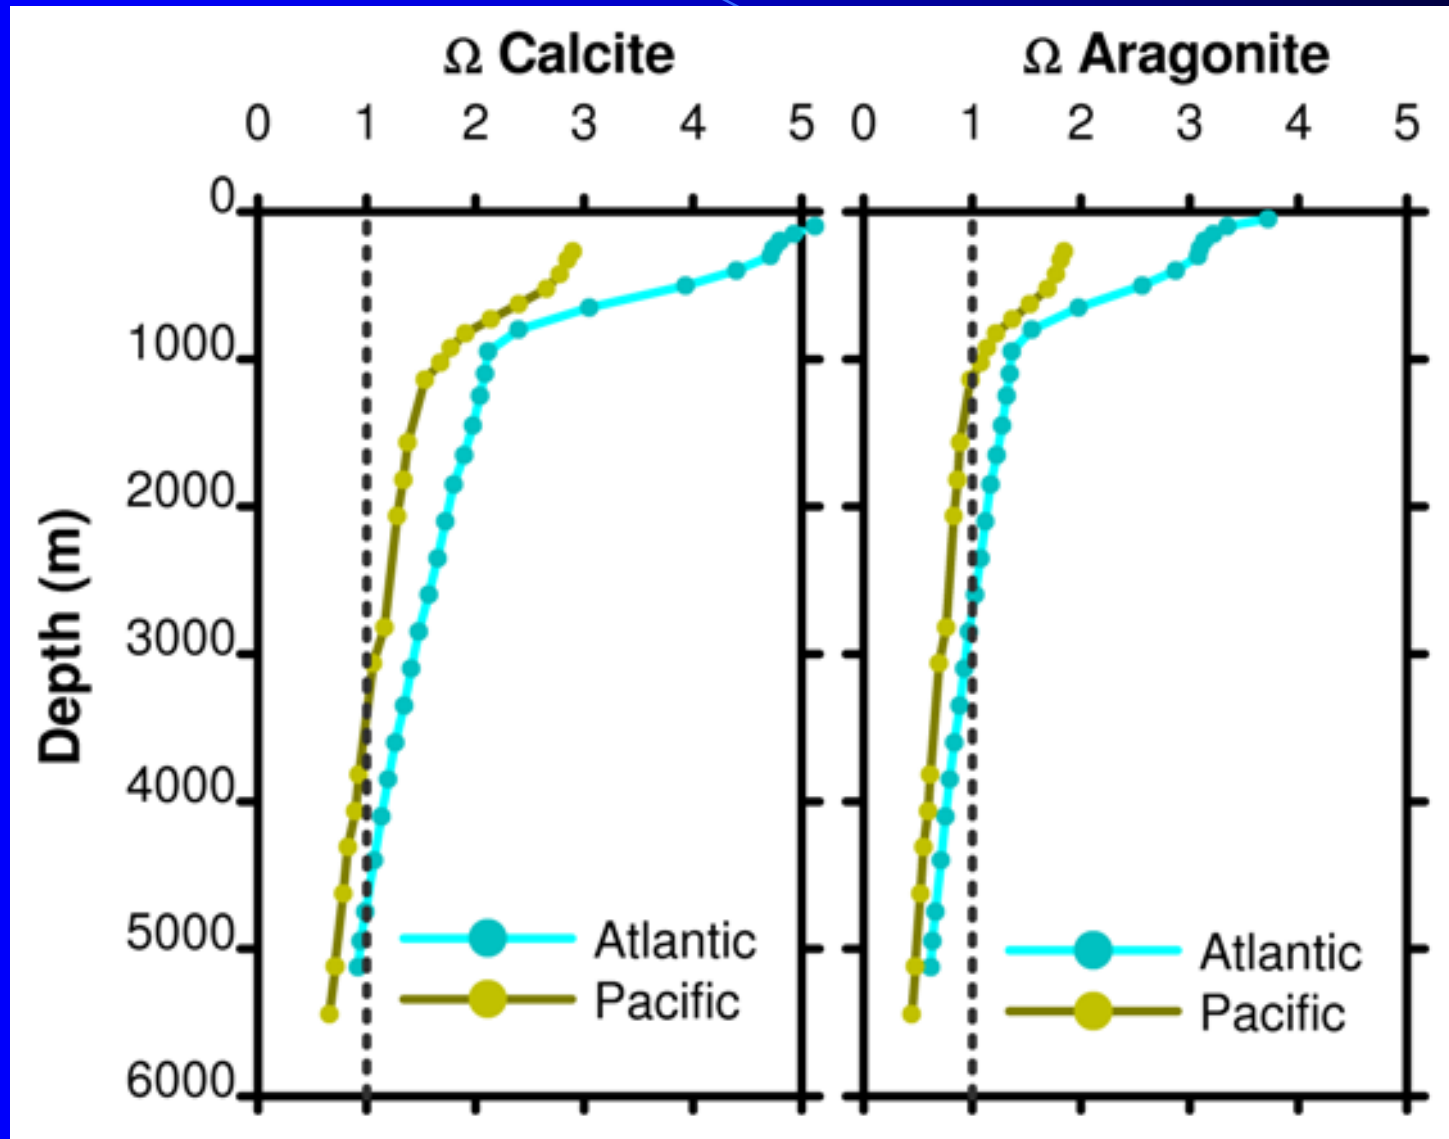 Ω Calcite
Ω Aragonite
0 1 2 3 4 5
0 1 2 3 4 5
0
1000
2000
3000
4000
5000
6000
Depth (m)
Atlantic
Pacific
Atlantic
Pacific